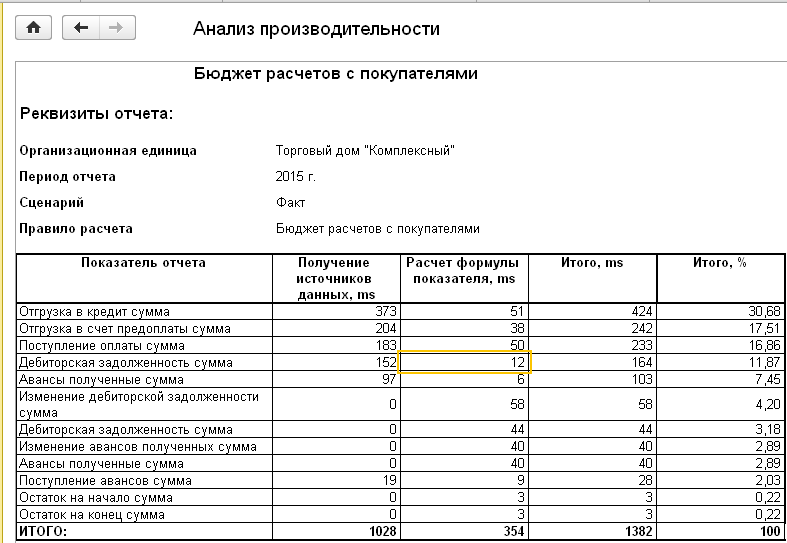 Анализ производительности
Бюджет расчетов с покупателями
Реквизиты отчета:
Организационная единица Торговый дом "Комплексный"
Период отчета 2015 г.
Сценарий Факт
Правило расчета Бюджет расчетов с покупателями
Показатель отчета Получение источников данных, ms Расчет формулы показателя, ms Итого, ms Итого, %
Отгрузка в кредит сумма 373 51 424 30,68
Отгрузка в счет предоплаты сумма 204 38 242 17,51
Поступление оплаты сумма 183 50 233 16,86
Дебиторская задолженность сумма 152 12 164 11,87
Авансы полученные сумма 97 6 103 7,45
Изменение дебиторской задолженности
сумма 0 58 58 4,20
Дебиторская задолженность сумма 0 44 44 3,18
Изменение авансов полученных сумма 0 40 40 2,89
Авансы полученные сумма 0 40 40 2,89
Поступление авансов сумма 19 9 28 2,03
Остаток на начало сумма 0 3 3 0,22
Остаток на конец сумма 0 3 3 0,22
ИТОГО: 1028 354 1382 100